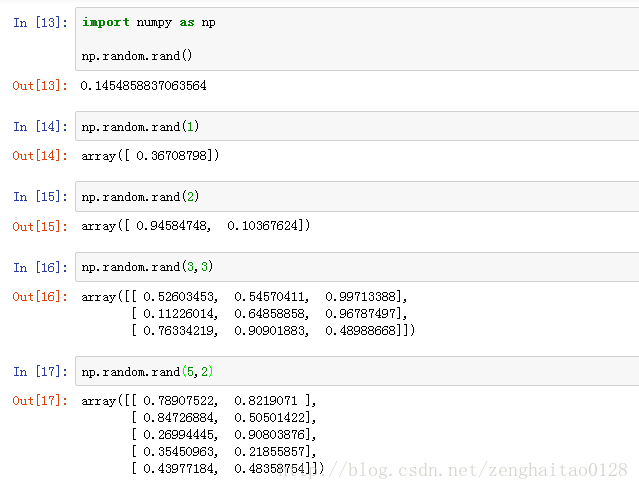 In [13]: import numpy as np
np.random.rand()
Out[13]: 0.1454858837063564
In [14]: np.random.rand(1)
Out[14]: array([ 0.36708798])
In [15]: np.random.rand(2)
Out[15]: array([ 0.94584748,  0.10367624])
In [16]: np.random.rand(3,3)
Out[16]: array([[ 0.52603453,  0.54570411,  0.99713388],
[ 0.11226014,  0.64858858,  0.96787497],
[ 0.76334219,  0.90901883,  0.48988668]])
In [17]: np.random.rand(5,2)
Out[17]: array([[ 0.78907522,  0.8219071 ],
[ 0.84726884,  0.50501422],
[ 0.26994445,  0.90803876],
[ 0.35450963,  0.21855857],
[ 0.43977184,  0.48358754]])
http://blog.csdn.net/zenghaitao0128